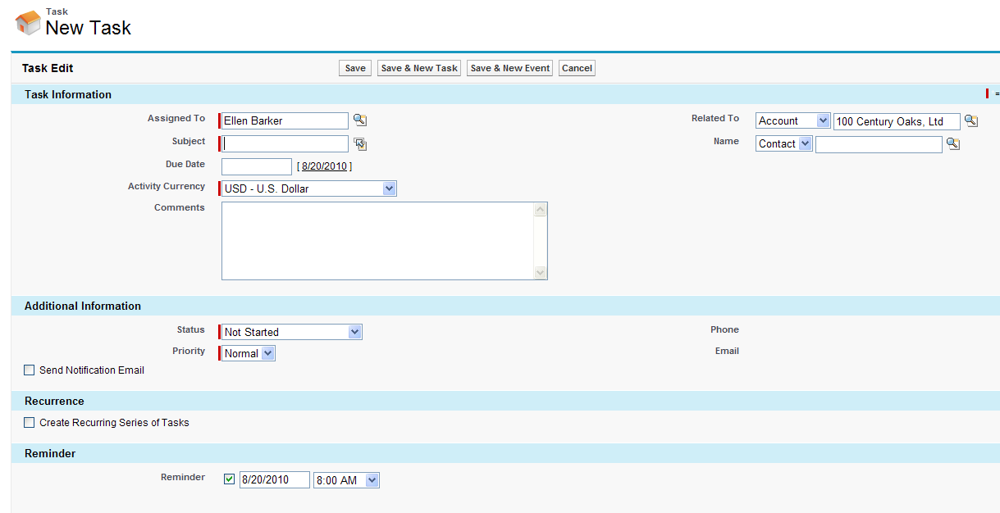 Task
New Task
Task Edit Save Save & New Task Save & New Event Cancel
Task Information =
Assigned To Ellen Barker Related To Account 100 Century Oaks, Ltd
Subject Name Contact
Due Date [ 8/20/2010 ]
Activity Currency USD - U.S. Dollar
Comments
Additional Information
Status Not Started Phone
Priority Normal Email
Send Notification Email
Recurrence
Create Recurring Series of Tasks
Reminder
Reminder 8/20/2010 8:00 AM